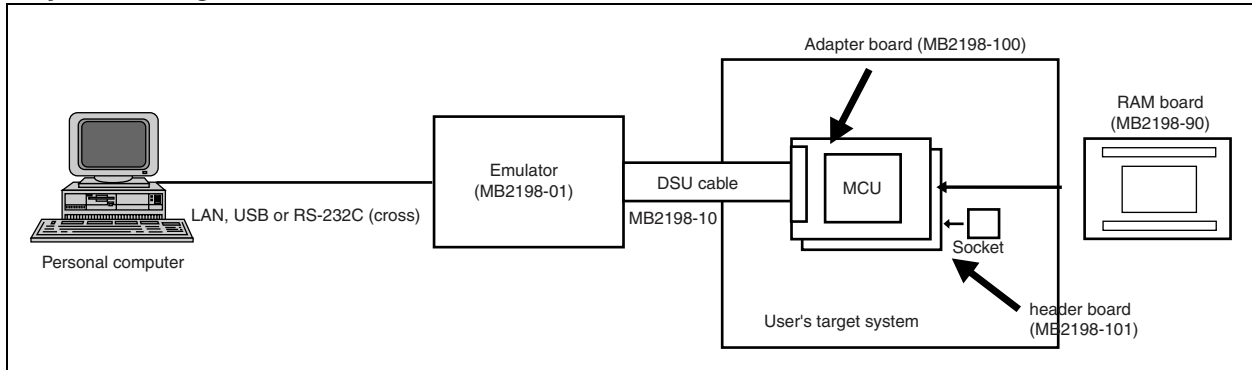 Adapter board (MB2198-100)
RAM board
(MB2198-90)
Emulator
(MB2198-01)
DSU cable
MCU
LAN, USB or RS-232C (cross)
MB2198-10
Socket
Personal computer
User's target system
header board
(MB2198-101)